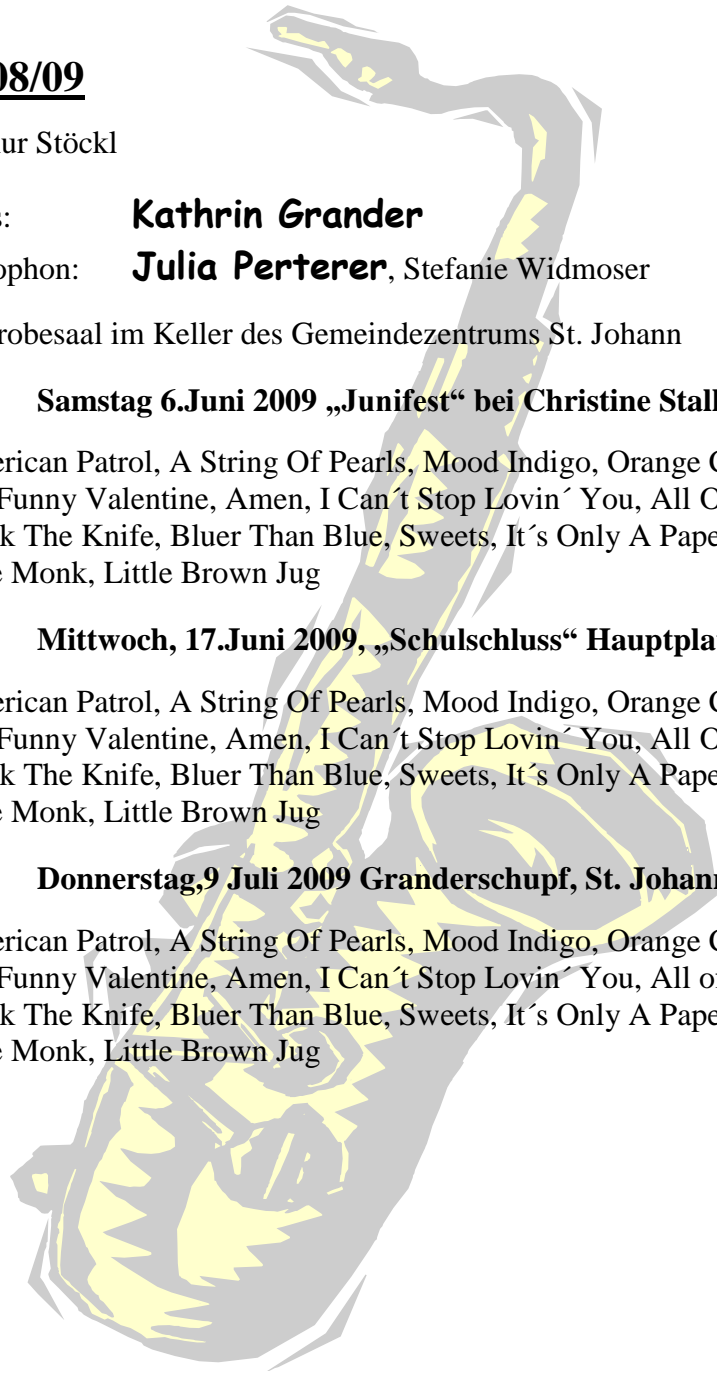 08/09
ur Stöckl
s: Kathrin Grander
ophon: Julia Perterer, Stefanie Widmoser
robesaal im Keller des Gemeindezentrums St. Johann
Samstag 6.Juni 2009 „Junifest“ bei Christine Stall
erican Patrol, A String Of Pearls, Mood Indigo, Orange C
Funny Valentine, Amen, I Can´t Stop Lovin´ You, All O
k The Knife, Bluer Than Blue, Sweets, It´s Only A Pape
e Monk, Little Brown Jug
Mittwoch, 17.Juni 2009, „Schulschluss“ Hauptpla
erican Patrol, A String Of Pearls, Mood Indigo, Orange C
Funny Valentine, Amen, I Can´t Stop Lovin´ You, All O
k The Knife, Bluer Than Blue, Sweets, It´s Only A Pape
e Monk, Little Brown Jug
Donnerstag,9 Juli 2009 Granderschupf, St. Johann
erican Patrol, A String Of Pearls, Mood Indigo, Orange C
Funny Valentine, Amen, I Can´t Stop Lovin´ You, All of
k The Knife, Bluer Than Blue, Sweets, It´s Only A Pape
e Monk, Little Brown Jug